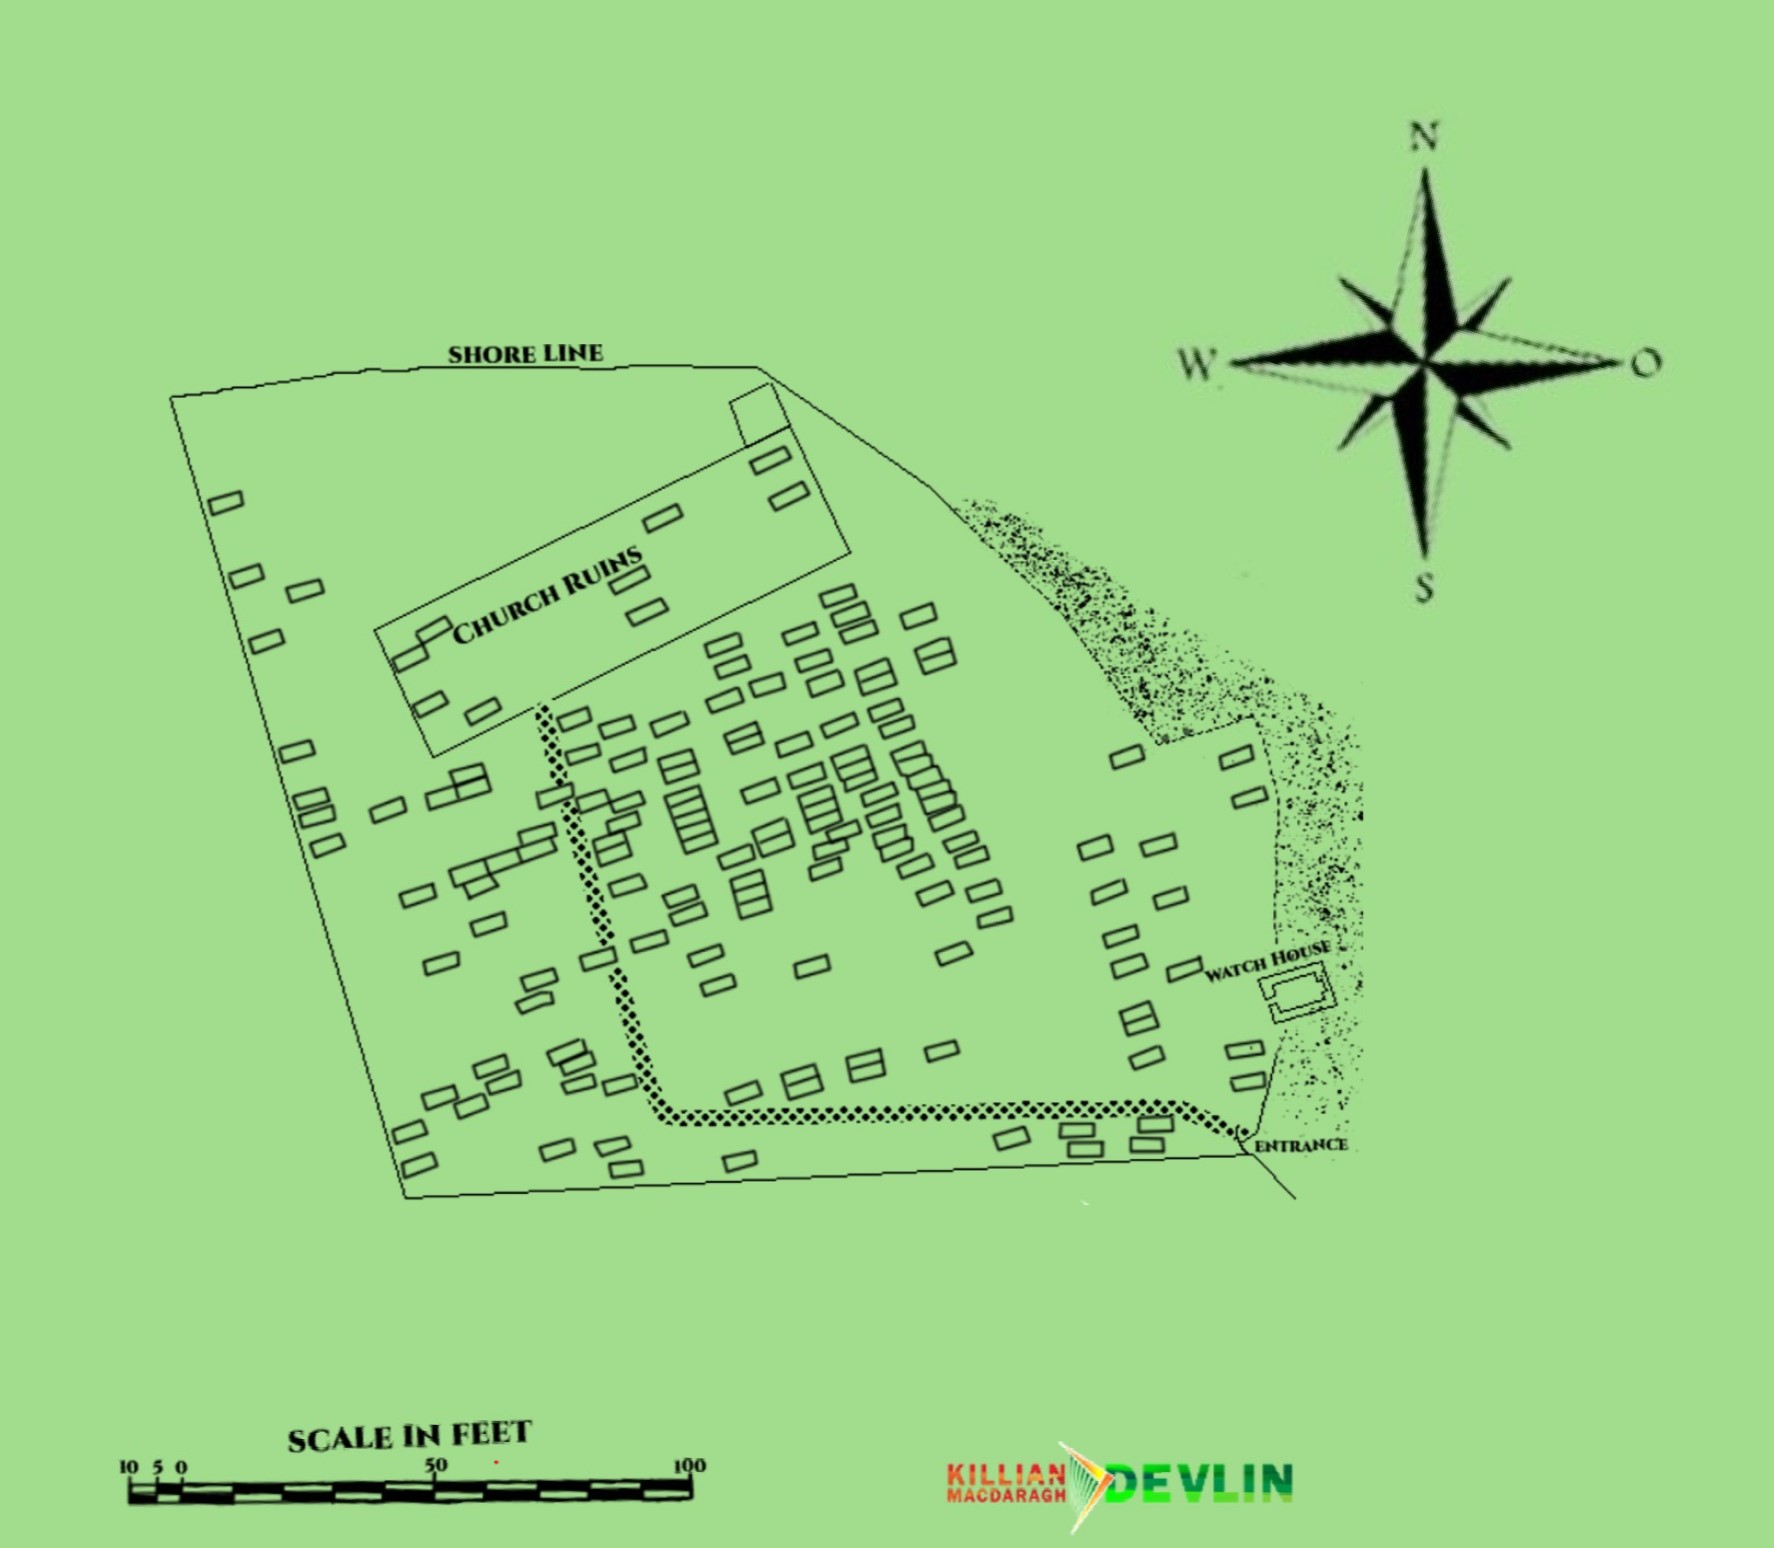 N
W
O
S
SHORE LINE
CHURCH RUINS
WATCH HOUSE
ENTRANCE
SCALE IN FEET
10 5 0 50 100
KILLIAN
MACDARAGH
DEVLIN